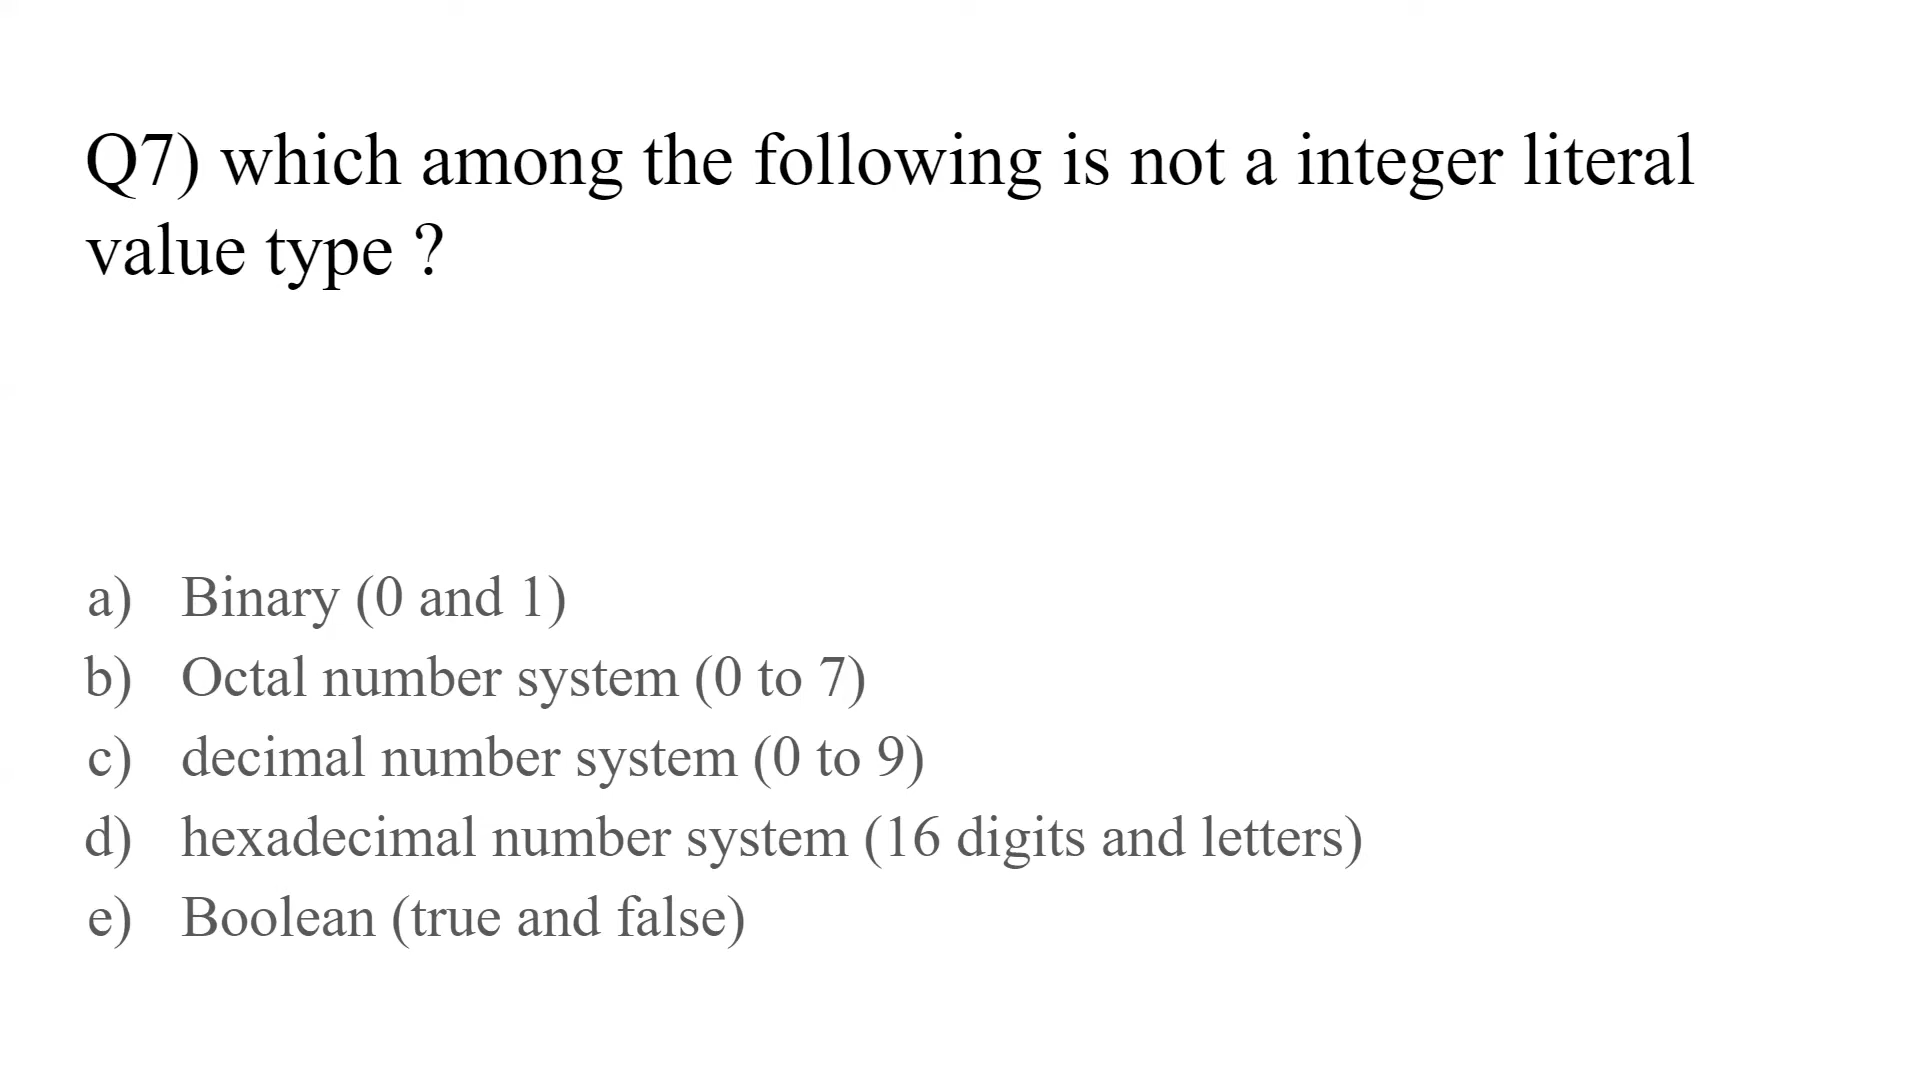 Q7) which among the following is not a integer literal
value type ?
a) Binary (0 and 1)
b) Octal number system (0 to 7)
c) decimal number system (0 to 9)
d) hexadecimal number system (16 digits and letters)
e) Boolean (true and false)